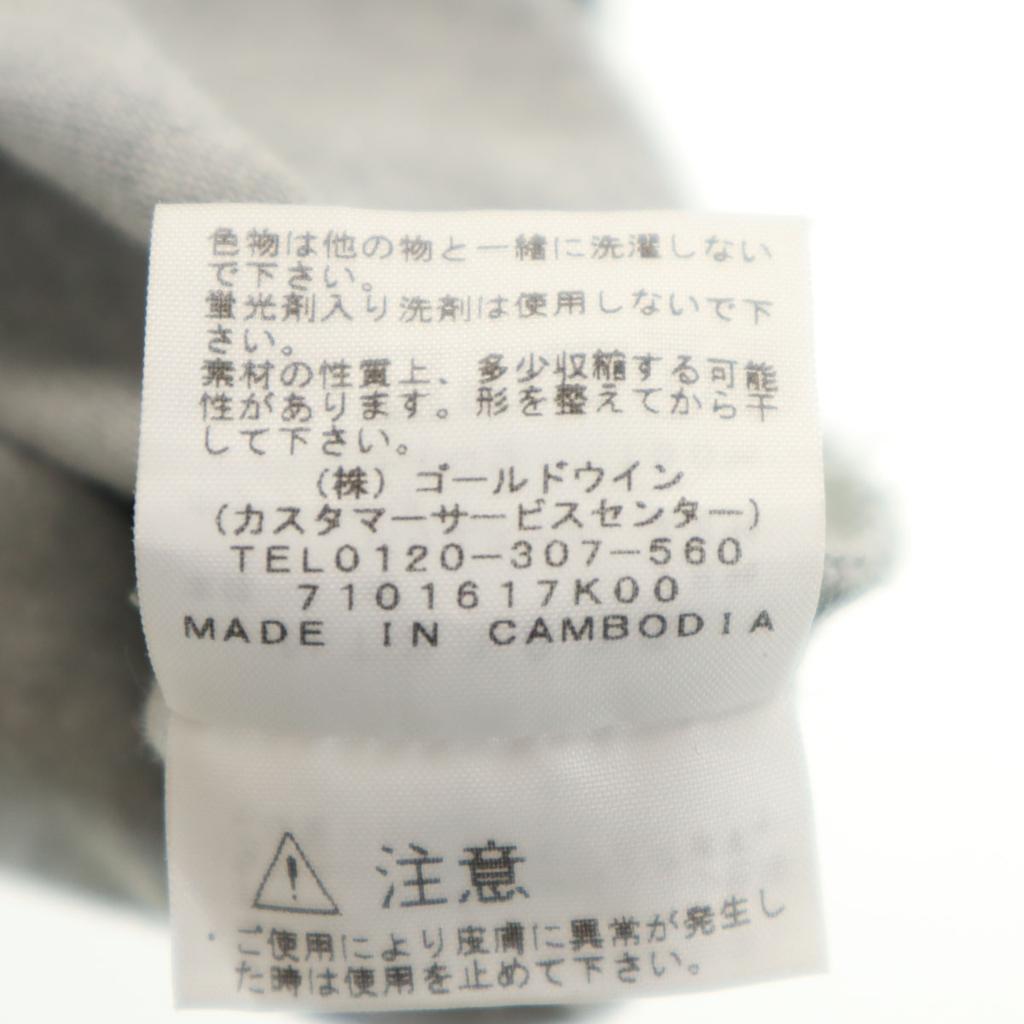 色物は他の物と一緒に洗濯しない
で下さい。
蛍光剤入り洗剤は使用しないで下
さい。
素材の性質上、多少収縮する可能
性があります。形を整えてから干
して下さい。
(株)ゴールドウイン
(カスタマーサービスセンター)
TEL0120-307-560
7101617K00
MADE IN CAMBODIA
注意
・ご使用により皮膚に異常が発生し
た時は使用を止めて下さい。